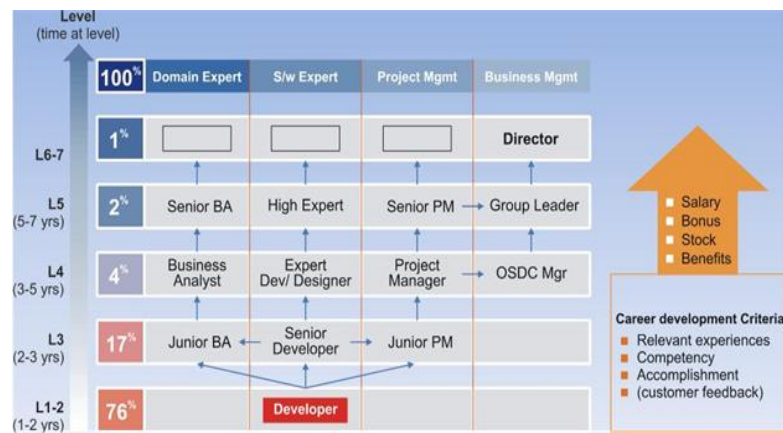 Level
(time at level)
100%
Domain Expert
S/w Expert
Project Mgmt
Business Mgmt
L6-7
1%
Director
L5
(5-7 yrs)
2%
Senior BA
High Expert
Senior PM
Group Leader
L4
(3-5 yrs)
4%
Business
Analyst
Expert
Dev/ Designer
Project
Manager
OSDC Mgr
L3
(2-3 yrs)
17%
Junior BA
Senior
Developer
Junior PM
L1-2
(1-2 yrs)
76%
Developer
Salary
Bonus
Stock
Benefits
Career development Criteria
Relevant experiences
Competency
Accomplishment
(customer feedback)